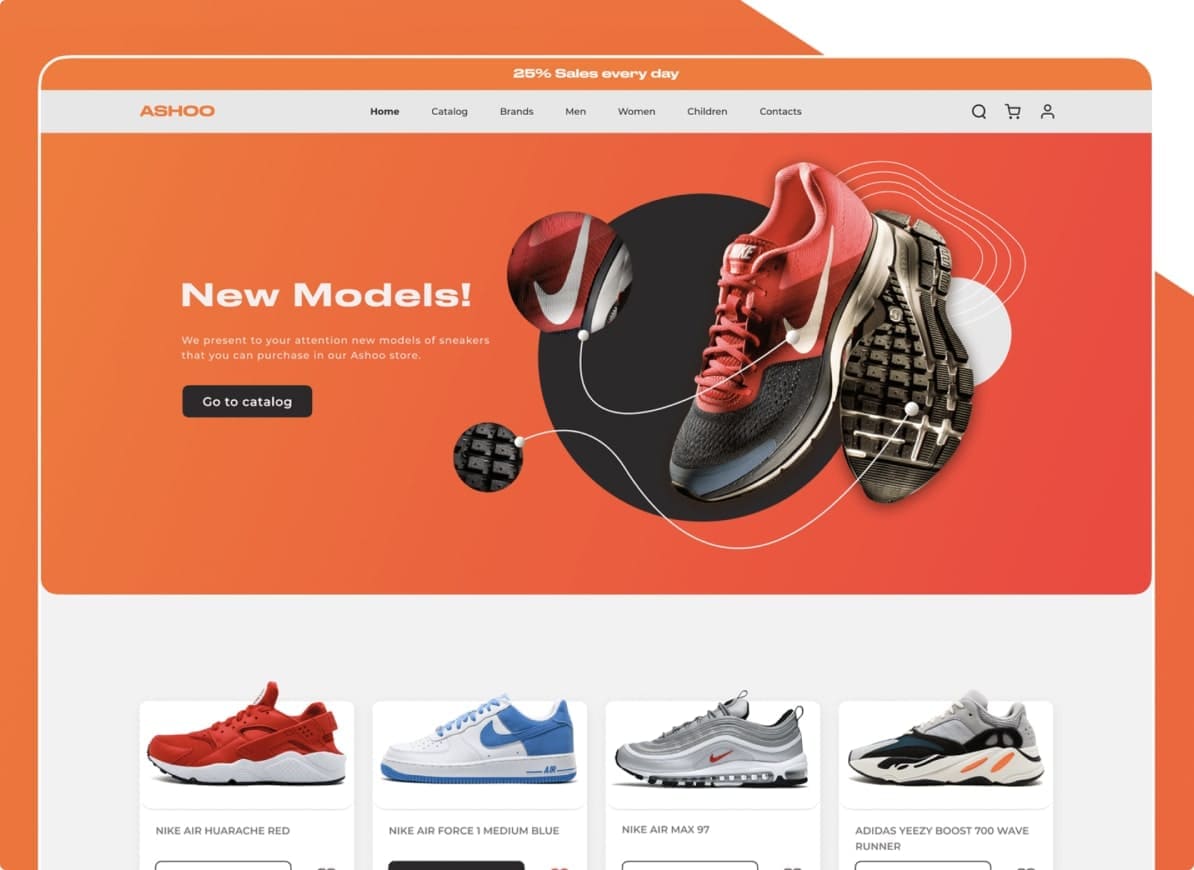 25% Sales every day
ASHOO
Home Catalog Brands Men Women Children Contacts
New Models!
We present to your attention new models of sneakers
that you can purchase in our Ashoo store.
Go to catalog
NIKE
AIR
NIKE AIR HUARACHE RED
NIKE AIR FORCE 1 MEDIUM BLUE
NIKE AIR MAX 97
ADIDAS YEEZY BOOST 700 WAVE
RUNNER